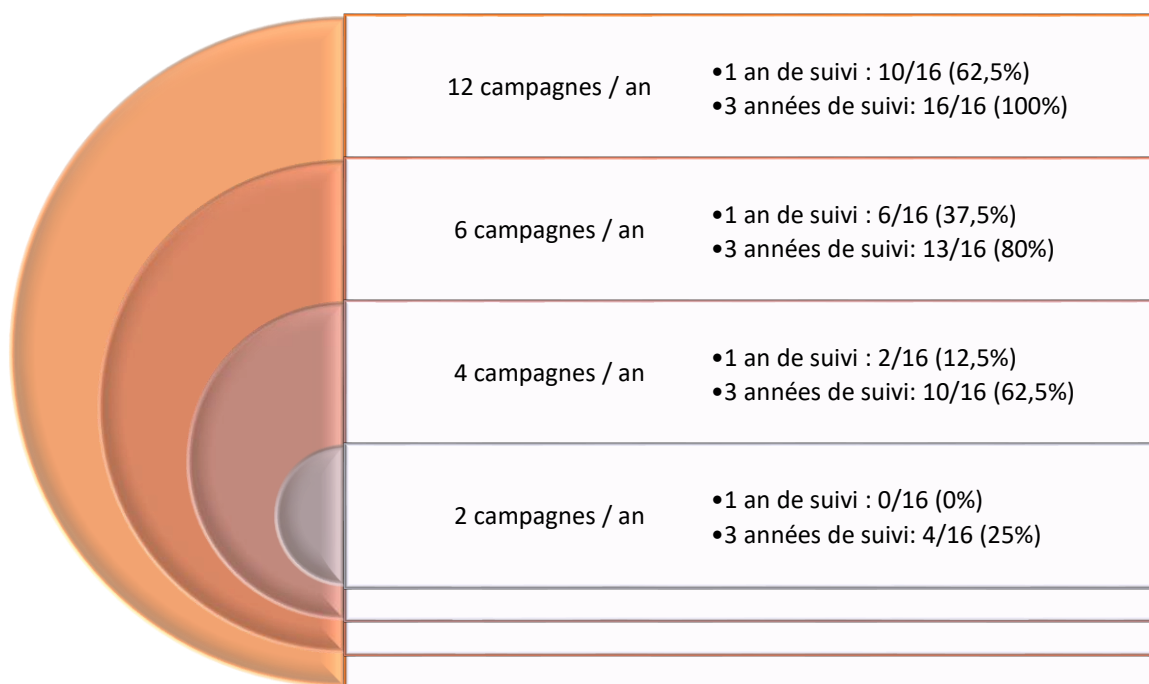 12 campagnes / an
•1 an de suivi : 10/16 (62,5%)
•3 années de suivi: 16/16 (100%)
6 campagnes / an
•1 an de suivi : 6/16 (37,5%)
•3 années de suivi: 13/16 (80%)
4 campagnes / an
•1 an de suivi : 2/16 (12,5%)
•3 années de suivi: 10/16 (62,5%)
2 campagnes / an
•1 an de suivi : 0/16 (0%)
•3 années de suivi: 4/16 (25%)